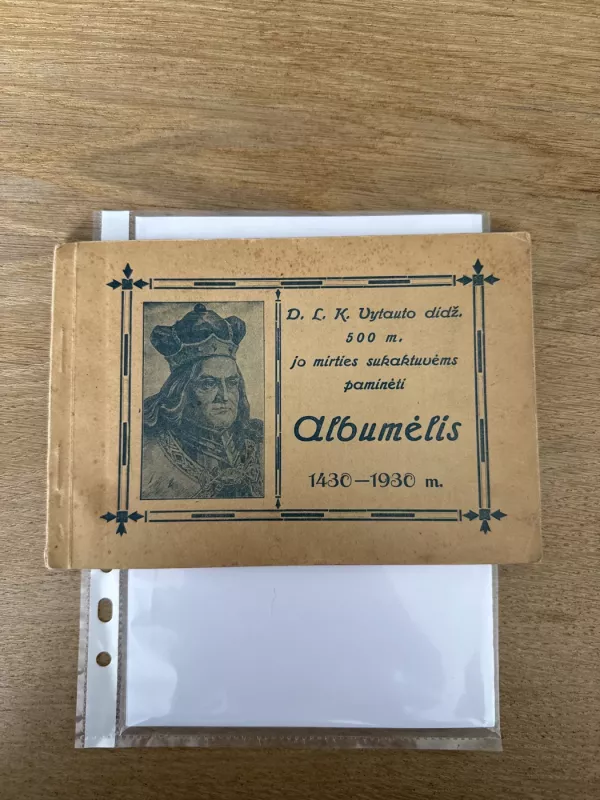 D. L. K. Vytauto didž.
500 m.
jo mirties sukaktuvėms
paminėti
Albumėlis
1430—1930 m.